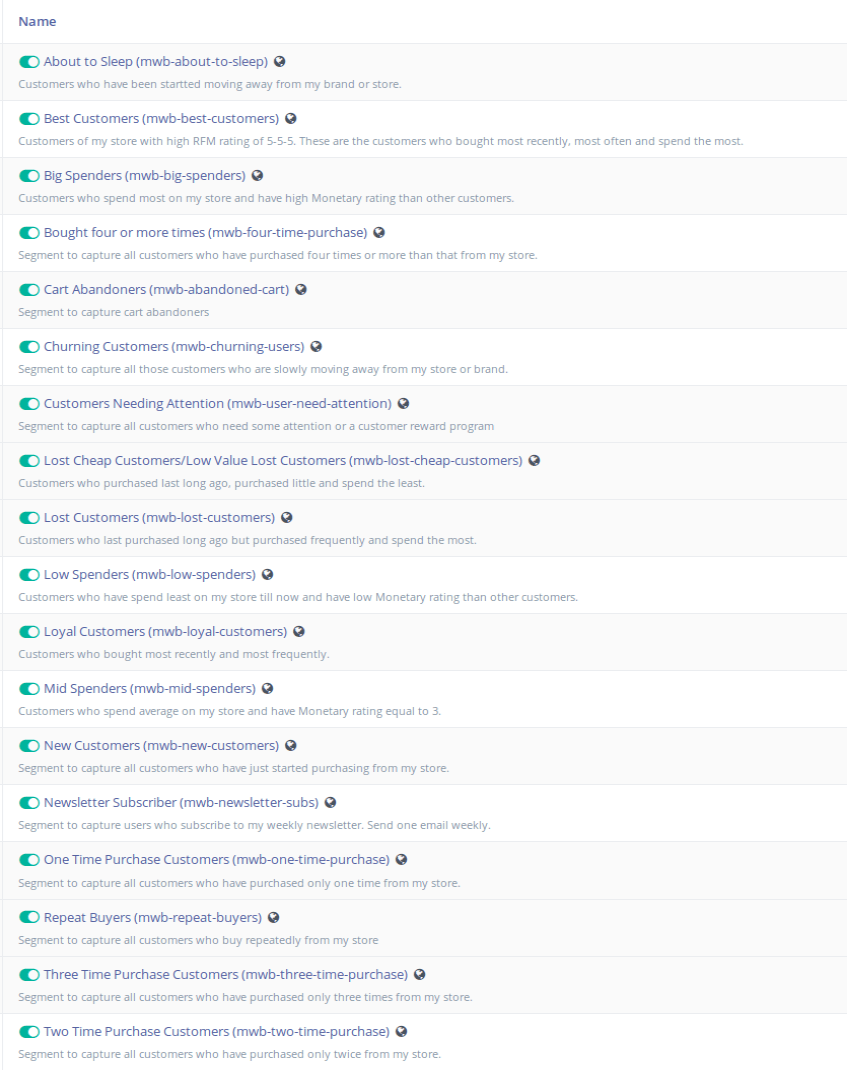 Name
About to Sleep (mwb-about-to-sleep)
Customers who have been startted moving away from my brand or store.
Best Customers (mwb-best-customers)
Customers of my store with high RFM rating of 5-5-5. These are the customers who bought most recently, most often and spend the most.
Big Spenders (mwb-big-spenders)
Customers who spend most on my store and have high Monetary rating than other customers.
Bought four or more times (mwb-four-time-purchase)
Segment to capture all customers who have purchased four times or more than that from my store.
Cart Abandoners (mwb-abandoned-cart)
Segment to capture cart abandoners
Churning Customers (mwb-churning-users)
Segment to capture all those customers who are slowly moving away from my store or brand.
Customers Needing Attention (mwb-user-need-attention)
Segment to capture all customers who need some attention or a customer reward program
Lost Cheap Customers/Low Value Lost Customers (mwb-lost-cheap-customers)
Customers who purchased last long ago, purchased little and spend the least.
Lost Customers (mwb-lost-customers)
Customers who last purchased long ago but purchased frequently and spend the most.
Low Spenders (mwb-low-spenders)
Customers who have spend least on my store till now and have low Monetary rating than other customers.
Loyal Customers (mwb-loyal-customers)
Customers who bought most recently and most frequently.
Mid Spenders (mwb-mid-spenders)
Customers who spend average on my store and have Monetary rating equal to 3.
New Customers (mwb-new-customers)
Segment to capture all customers who have just started purchasing from my store.
Newsletter Subscriber (mwb-newsletter-subs)
Segment to capture users who subscribe to my weekly newsletter. Send one email weekly.
One Time Purchase Customers (mwb-one-time-purchase)
Segment to capture all customers who have purchased only one time from my store.
Repeat Buyers (mwb-repeat-buyers)
Segment to capture all customers who buy repeatedly from my store
Three Time Purchase Customers (mwb-three-time-purchase)
Segment to capture all customers who have purchased only three times from my store.
Two Time Purchase Customers (mwb-two-time-purchase)
Segment to capture all customers who have purchased only twice from my store.